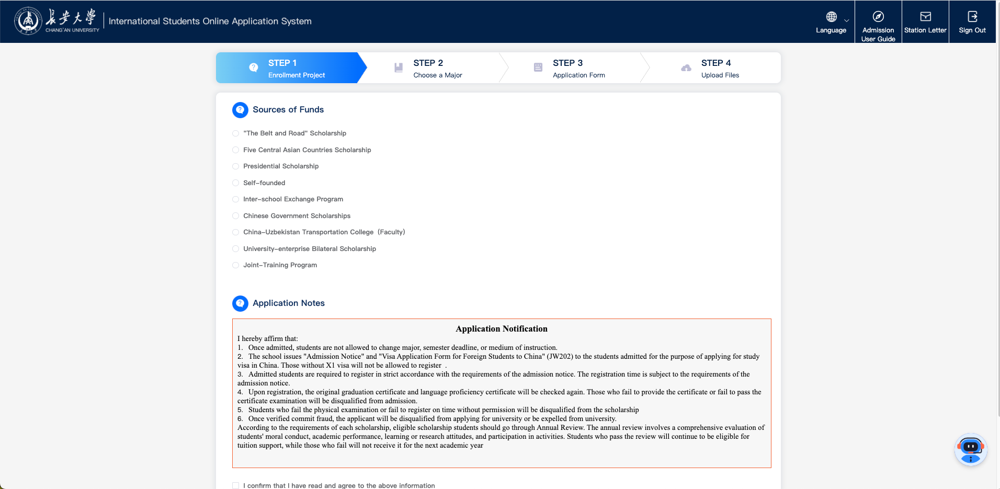 长安大学
CHANG'AN UNIVERSITY
International Students Online Application System
Language
Admission
User Guide
Station Letter
Sign Out
STEP 1
Enrollment Project
STEP 2
Choose a Major
STEP 3
Application Form
STEP 4
Upload Files
Sources of Funds
"The Belt and Road" Scholarship
Five Central Asian Countries Scholarship
Presidential Scholarship
Self-founded
Inter-school Exchange Program
Chinese Government Scholarships
China-Uzbekistan Transportation College（Faculty)
University-enterprise Bilateral Scholarship
Joint-Training Program
Application Notes
Application Notification
I hereby affirm that:
1. Once admitted, students are not allowed to change major, semester deadline, or medium of instruction.
2. The school issues "Admission Notice" and "Visa Application Form for Foreign Students to China" (JW202) to the students admitted for the purpose of applying for study
visa in China. Those without X1 visa will not be allowed to register .
3. Admitted students are required to register in strict accordance with the requirements of the admission notice. The registration time is subject to the requirements of the
admission notice.
4. Upon registration, the original graduation certificate and language proficiency certificate will be checked again. Those who fail to provide the certificate or fail to pass the
certificate examination will be disqualified from admission.
5. Students who fail the physical examination or fail to register on time without permission will be disqualified from the scholarship
6. Once verified commit fraud, the applicant will be disqualified from applying for university or be expelled from university.
According to the requirements of each scholarship, eligible scholarship students should go through Annual Review. The annual review involves a comprehensive evaluation of
students' moral conduct, academic performance, learning or research attitudes, and participation in activities. Students who pass the review will continue to be eligible for
tuition support, while those who fail will not receive it for the next academic year
I confirm that I have read and agree to the above information